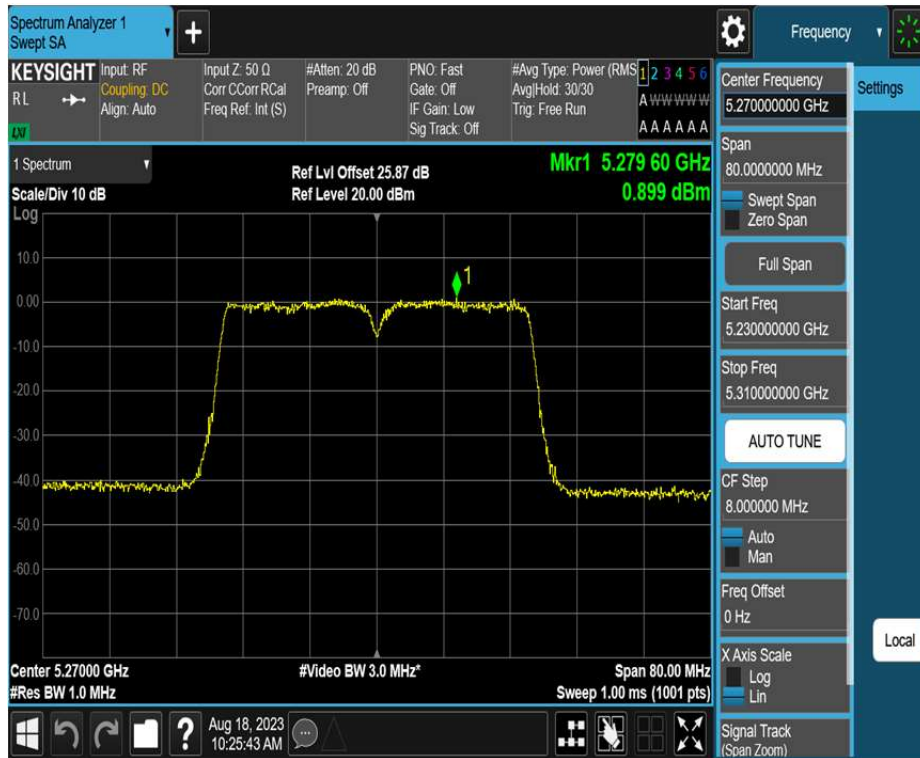 Spectrum Analyzer 1
Swept SA
+
Frequency
KEYSIGHT
R L
LXI
Input: RF
Coupling: DC
Align: Auto
Input Z: 50 Ω
Corr CCorr RCal
Freq Ref: Int (S)
#Atten: 20 dB
Preamp: Off
PNO: Fast
Gate: Off
IF Gain: Low
Sig Track: Off
#Avg Type: Power (RMS
Avg|Hold: 30/30
Trig: Free Run
1 2 3 4 5 6
A W W W W W
A A A A A A
1 Spectrum
Scale/Div 10 dB
Log
Ref Lvl Offset 25.87 dB
Ref Level 20.00 dBm
Mkr1 5.279 60 GHz
0.899 dBm
1
10.0
0.00
-10.0
-20.0
-30.0
-40.0
-50.0
-60.0
-70.0
Center 5.27000 GHz
#Res BW 1.0 MHz
#Video BW 3.0 MHz*
Span 80.00 MHz
Sweep 1.00 ms (1001 pts)
Center Frequency
5.270000000 GHz
Span
80.0000000 MHz
Swept Span
Zero Span
Full Span
Start Freq
5.230000000 GHz
Stop Freq
5.310000000 GHz
AUTO TUNE
CF Step
8.000000 MHz
Auto
Man
Freq Offset
0 Hz
X Axis Scale
Log
Lin
Signal Track
(Span Zoom)
Settings
Local
?
Aug 18, 2023
10:25:43 AM